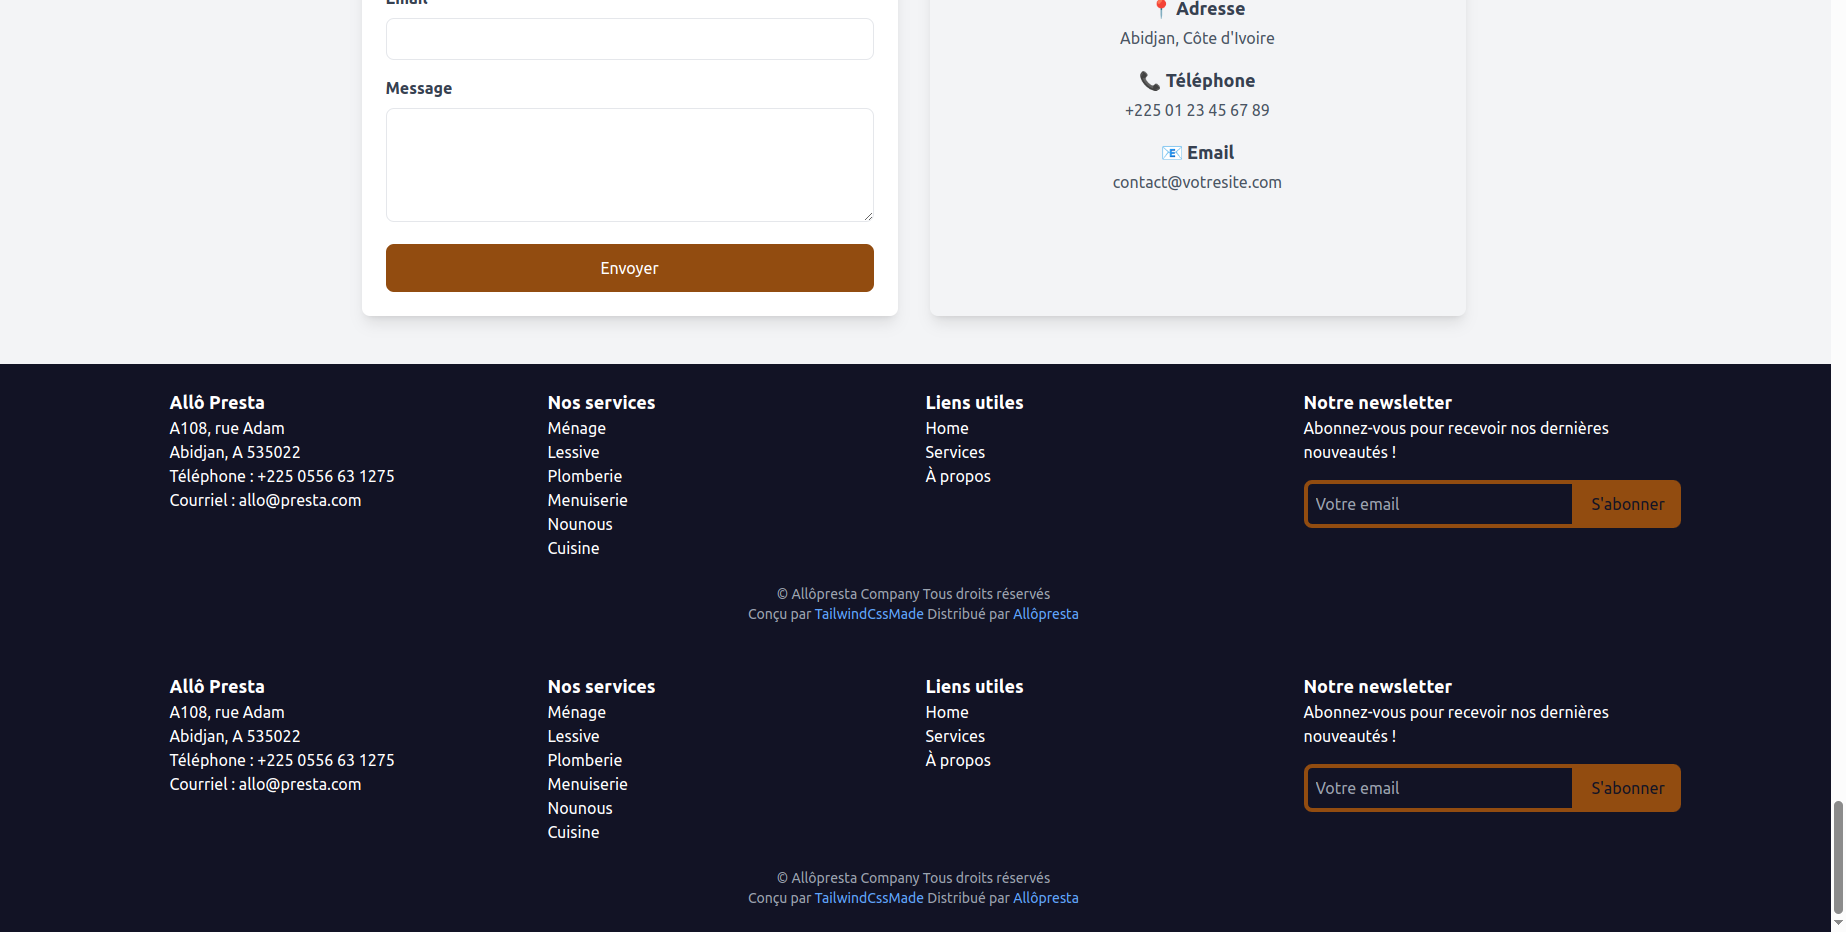 Email
Message
Envoyer
📍 Adresse
Abidjan, Côte d'Ivoire
📞 Téléphone
+225 01 23 45 67 89
📧 Email
contact@votresite.com
Allô Presta
A108, rue Adam
Abidjan, A 535022
Téléphone : +225 0556 63 1275
Courriel : allo@presta.com
Nos services
Ménage
Lessive
Plomberie
Menuiserie
Nounous
Cuisine
Liens utiles
Home
Services
À propos
Notre newsletter
Abonnez-vous pour recevoir nos dernières
nouveautés !
Votre email
S'abonner
© Allôpresta Company Tous droits réservés
Conçu par TailwindCssMade Distribué par Allôpresta
Allô Presta
A108, rue Adam
Abidjan, A 535022
Téléphone : +225 0556 63 1275
Courriel : allo@presta.com
Nos services
Ménage
Lessive
Plomberie
Menuiserie
Nounous
Cuisine
Liens utiles
Home
Services
À propos
Notre newsletter
Abonnez-vous pour recevoir nos dernières
nouveautés !
Votre email
S'abonner
© Allôpresta Company Tous droits réservés
Conçu par TailwindCssMade Distribué par Allôpresta